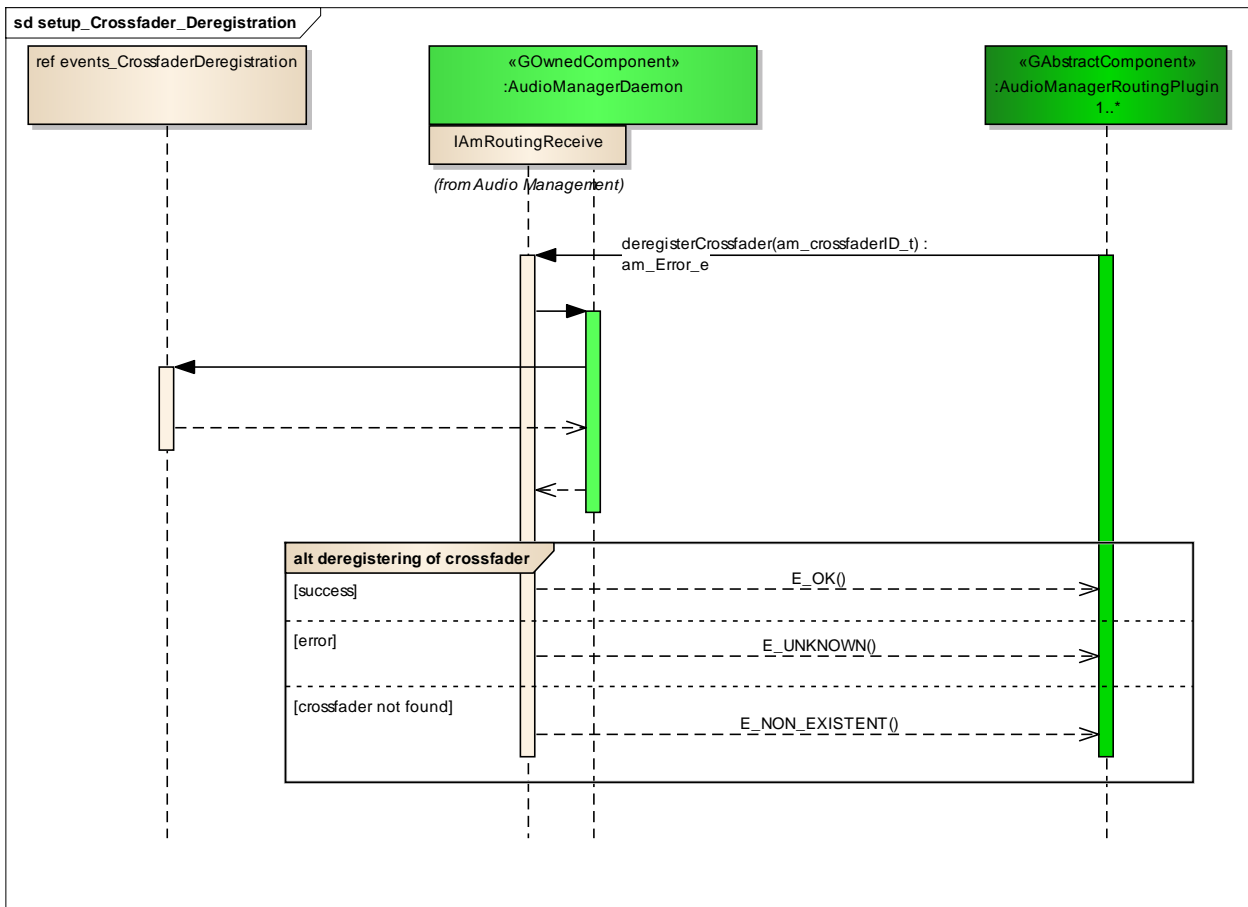 sd setup_Crossfader_Deregistration
ref events_CrossfaderDeregistration
«GOwnedComponent»
:AudioManagerDaemon
«GAbstractComponent»
:AudioManagerRoutingPlugin
1..*
IAmRoutingReceive
(from Audio Management)
deregisterCrossfader(am_crossfaderID_t) :
am_Error_e
alt deregistering of crossfader
[success]
E_OK()
[error]
E_UNKNOWN()
[crossfader not found]
E_NON_EXISTENT()